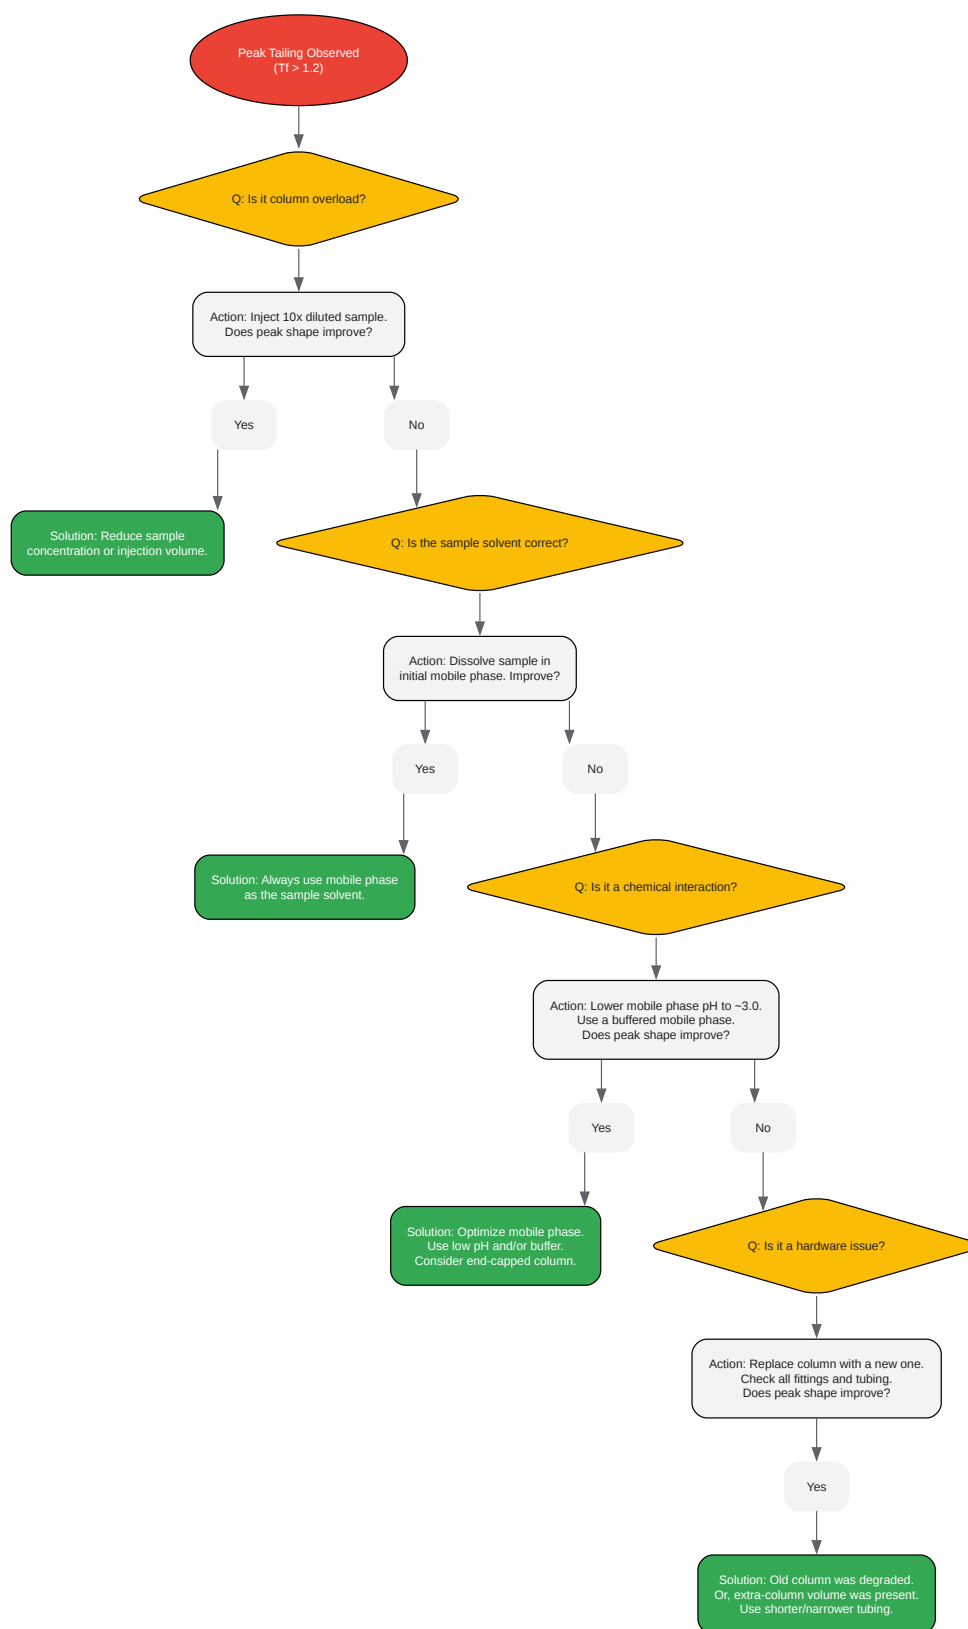 Peak Tailing Observed
(Tf > 1.2)
Q: Is it column overload?
Action: Inject 10x diluted sample.
Does peak shape improve?
Yes
No
Solution: Reduce sample
concentration or injection volume.
Q: Is the sample solvent correct?
Action: Dissolve sample in
initial mobile phase. Improve?
Yes
No
Solution: Always use mobile phase
as the sample solvent.
Q: Is it a chemical interaction?
Action: Lower mobile phase pH to ~3.0.
Use a buffered mobile phase.
Does peak shape improve?
Yes
No
Solution: Optimize mobile phase.
Use low pH and/or buffer.
Consider end-capped column.
Q: Is it a hardware issue?
Action: Replace column with a new one.
Check all fittings and tubing.
Does peak shape improve?
Yes
Solution: Old column was degraded.
Or, extra-column volume was present.
Use shorter/narrower tubing.